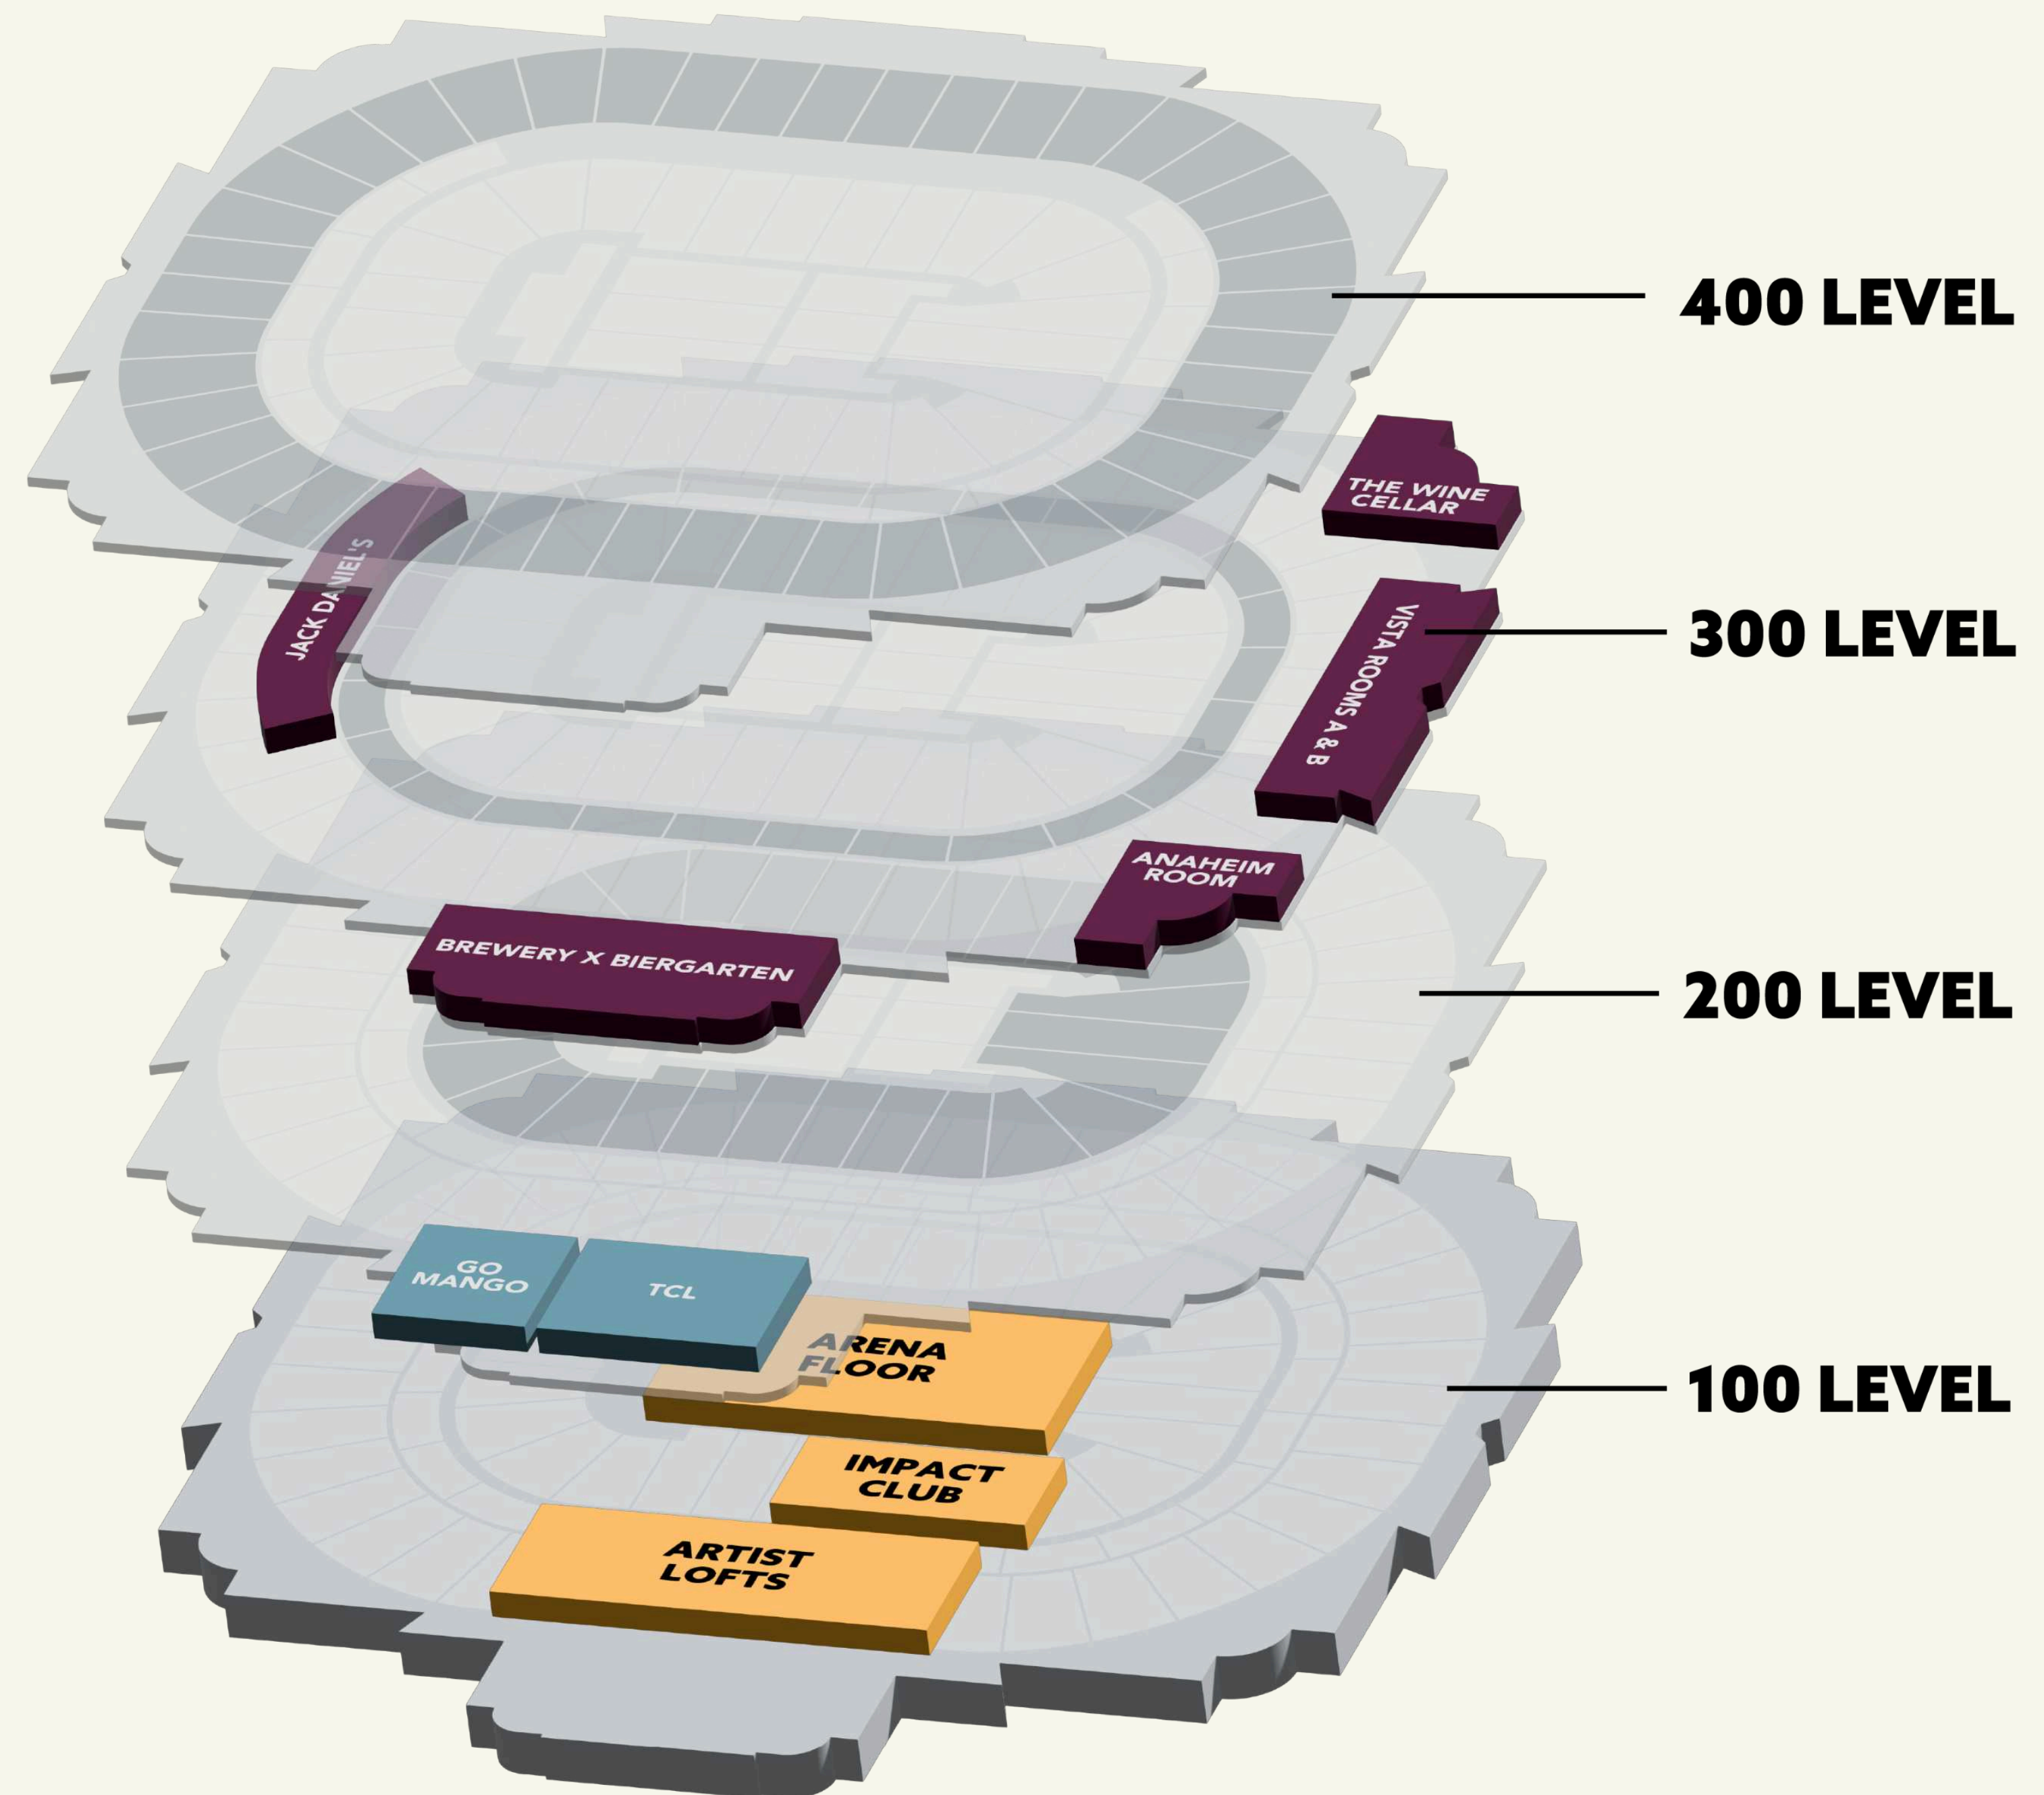 400 LEVEL
THE WINE
CELLAR
JACK DANIEL'S
300 LEVEL
VISTA ROOMS A & B
ANAHEIM
ROOM
BREWERY X BIERGARTEN
200 LEVEL
GO
MANGO
TCL
ARENA
FLOOR
100 LEVEL
IMPACT
CLUB
ARTIST
LOFTS